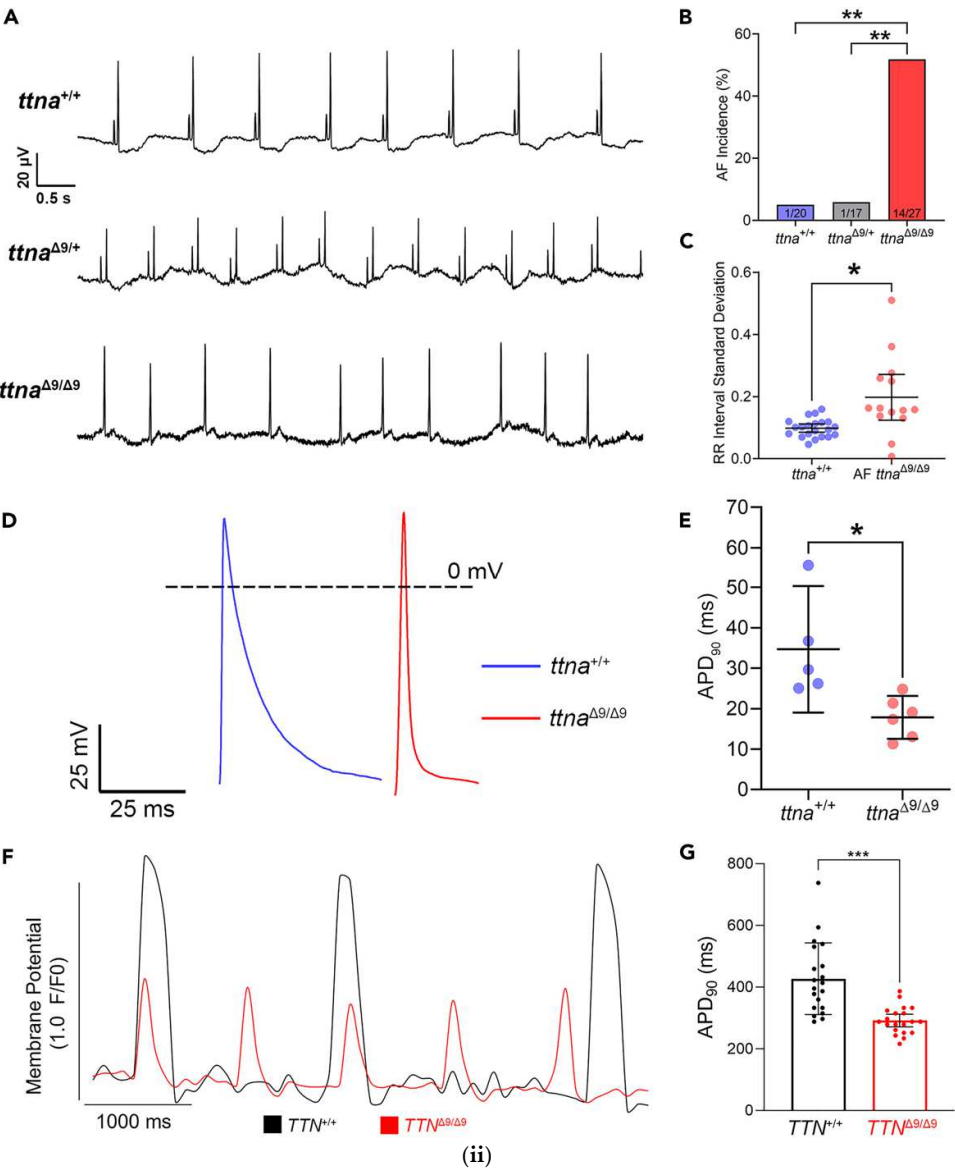 A
ttna+/+
20 µV
0.5 s
ttnaΔ9/+
ttnaΔ9/Δ9
B
**
**
AF Incidence (%)
60
40
20
0
1/20
1/17
14/27
ttna+/+
ttnaΔ9/+
ttnaΔ9/Δ9
C
*
RR Interval Standard Deviation
0.6
0.4
0.2
0.0
ttna+/+
AF ttnaΔ9/Δ9
D
0 mV
ttna+/+
ttnaΔ9/Δ9
25 mV
25 ms
E
*
APD90 (ms)
70
60
50
40
30
20
10
0
ttna+/+
ttnaΔ9/Δ9
F
Membrane Potential
(1.0 F/F0)
1000 ms
TTN+/+
TTNΔ9/Δ9
G
***
APD90 (ms)
800
600
400
200
0
TTN+/+
TTNΔ9/Δ9
(ii)